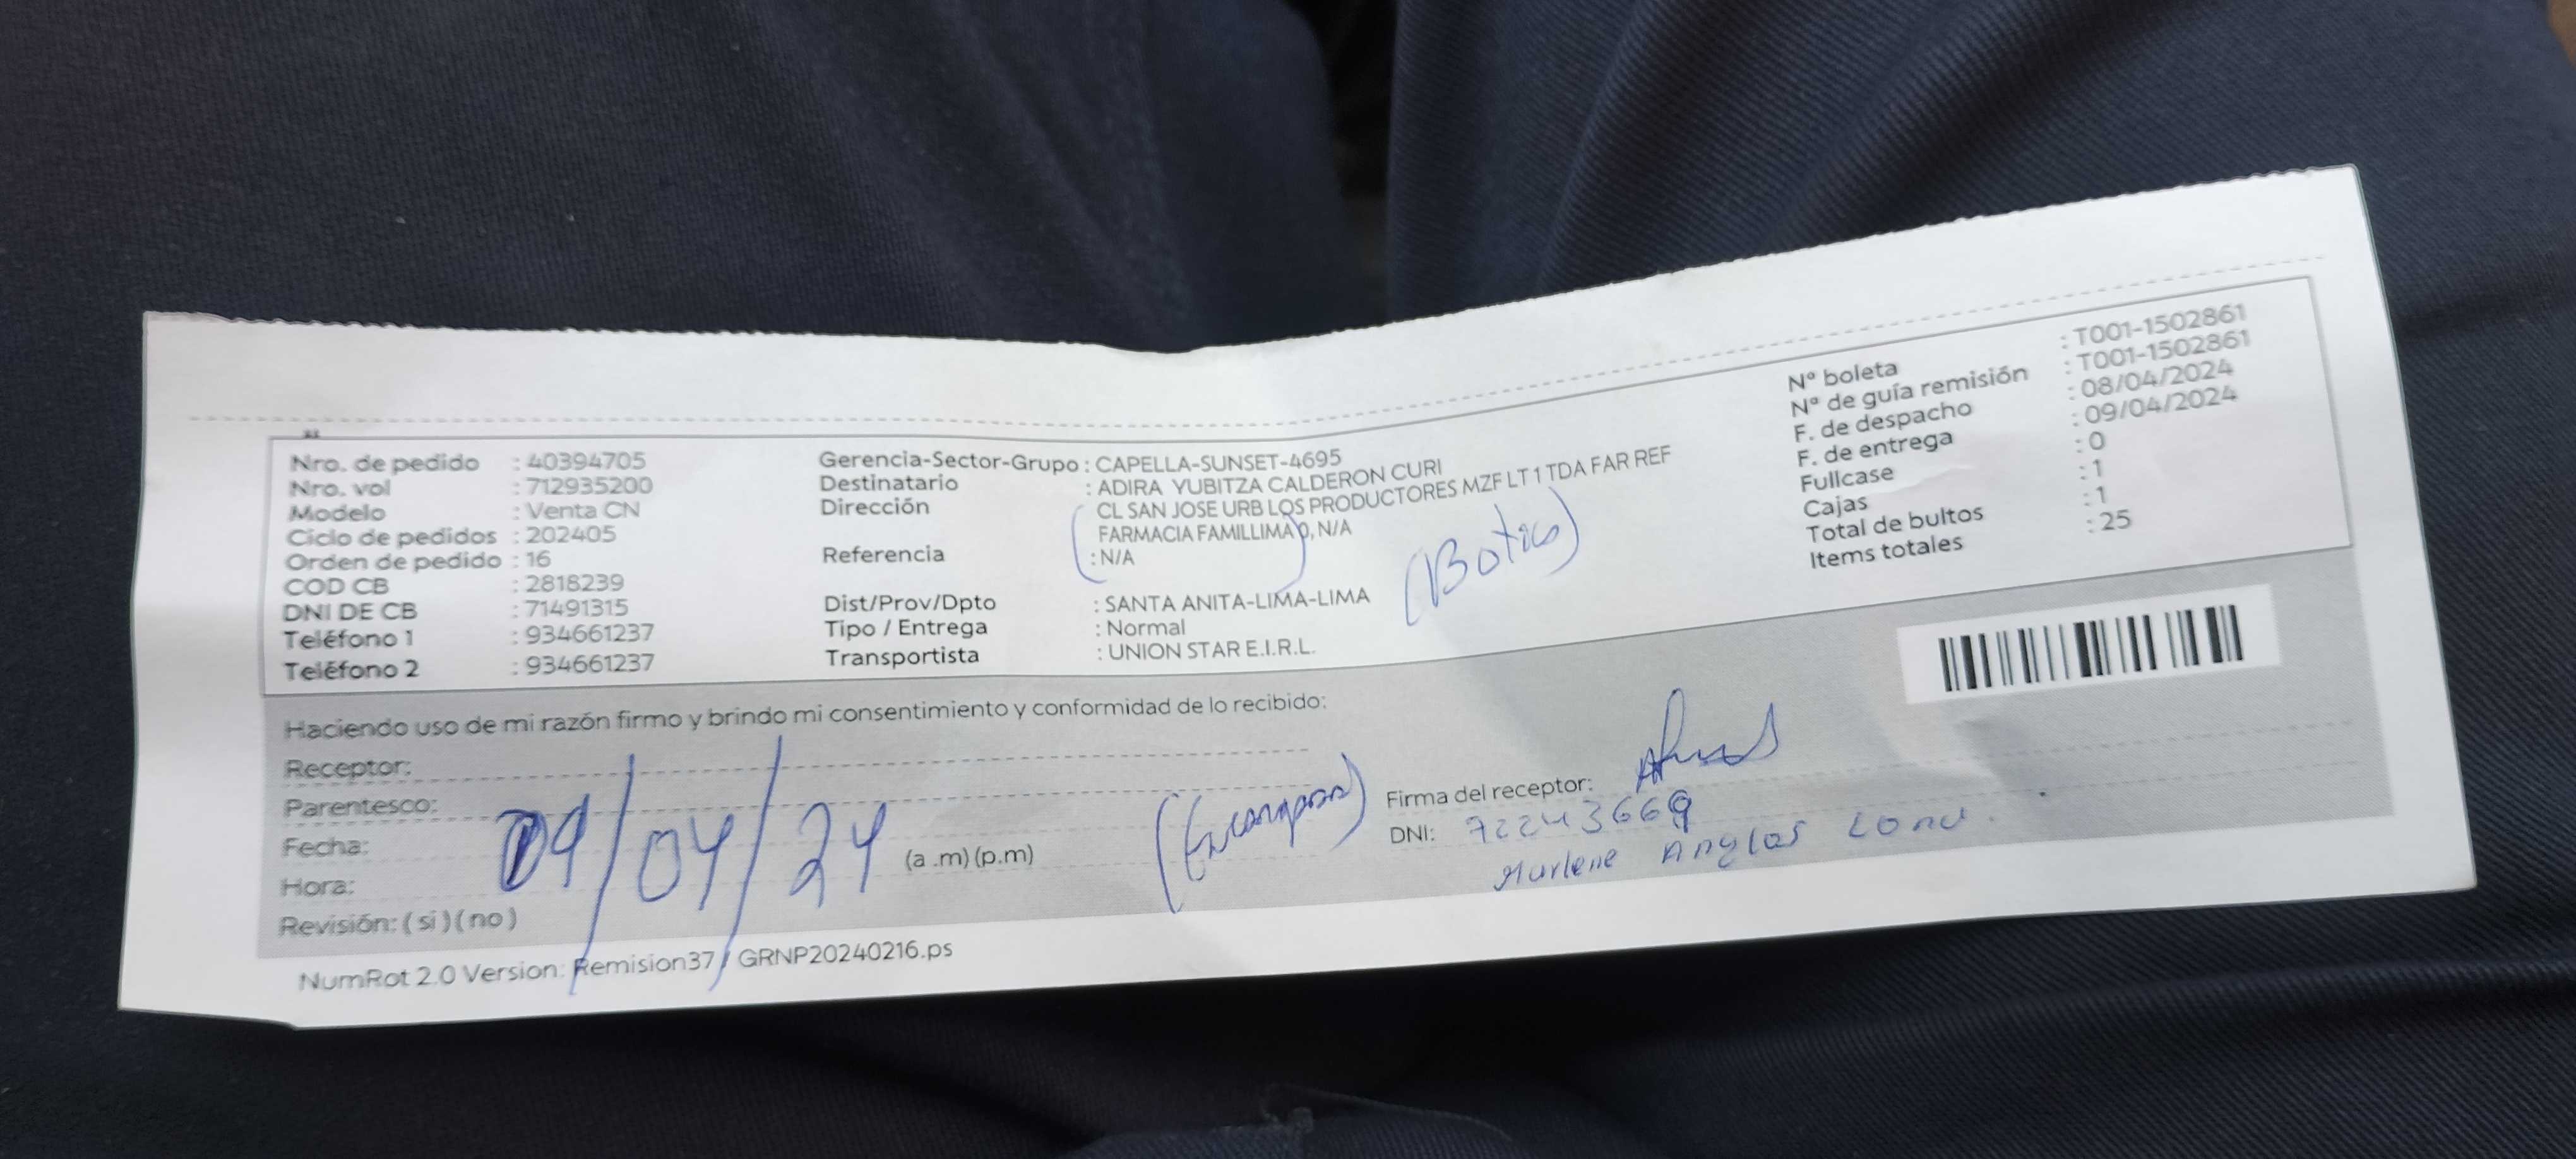 Nro. de pedido : 40394705
Nro. vol : 712935200
Modelo : Venta CN
Ciclo de pedidos : 202405
Orden de pedido : 16
COD CB : 2818239
DNI DE CB : 71491315
Teléfono 1 : 934661237
Teléfono 2 : 934661237
Gerencia-Sector-Grupo : CAPELLA-SUNSET-4695
Destinatario : ADIRA YUBITZA CALDERON CURI
Dirección CL SAN JOSE URB LOS PRODUCTORES MZF LT 1 TDA FAR REF
FARMACIA FAMILLIMA 0, N/A
Referencia : N/A
(Botica)
Dist/Prov/Dpto : SANTA ANITA-LIMA-LIMA
Tipo / Entrega : Normal
Transportista : UNION STAR E.I.R.L.
Nº boleta : T001-1502861
Nº de guía remisión : T001-1502861
F. de despacho : 08/04/2024
F. de entrega : 09/04/2024
Fullcase : 0
Cajas : 1
Total de bultos : 1
Items totales : 25
Haciendo uso de mi razón firmo y brindo mi consentimiento y conformidad de lo recibido:
Receptor:
Parentesco:
Fecha: 09/04/24
Hora: (a .m) (p.m)
Revisión: ( si ) ( no )
Firma del receptor:
DNI: 72243669
Marlene Anglas
NumRot 2.0 Version: Remision37 / GRNP20240216.ps